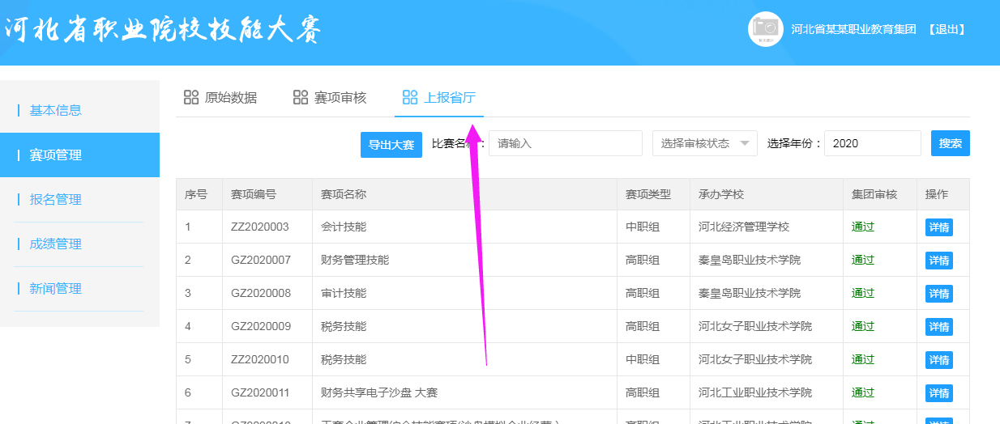 河北省职业院校技能大赛
河北省某某职业教育集团 【退出】
基本信息
赛项管理
报名管理
成绩管理
新闻管理
原始数据 赛项审核 上报省厅
导出大赛 比赛名称： 请输入 选择审核状态 选择年份： 2020 搜索
序号 赛项编号 赛项名称 赛项类型 承办学校 集团审核 操作
1 ZZ2020003 会计技能 中职组 河北经济管理学校 通过 详情
2 GZ2020007 财务管理技能 高职组 秦皇岛职业技术学院 通过 详情
3 GZ2020008 审计技能 高职组 秦皇岛职业技术学院 通过 详情
4 GZ2020009 税务技能 高职组 河北女子职业技术学院 通过 详情
5 ZZ2020010 税务技能 中职组 河北女子职业技术学院 通过 详情
6 GZ2020011 财务共享电子沙盘 大赛 高职组 河北工业职业技术学院 通过 详情